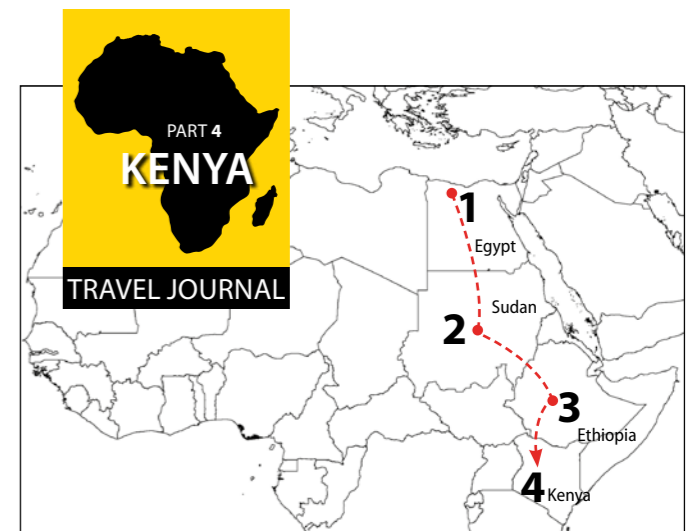 PART 4
KENYA
TRAVEL JOURNAL
1
Egypt
Sudan
2
3
Ethiopia
4
Kenya